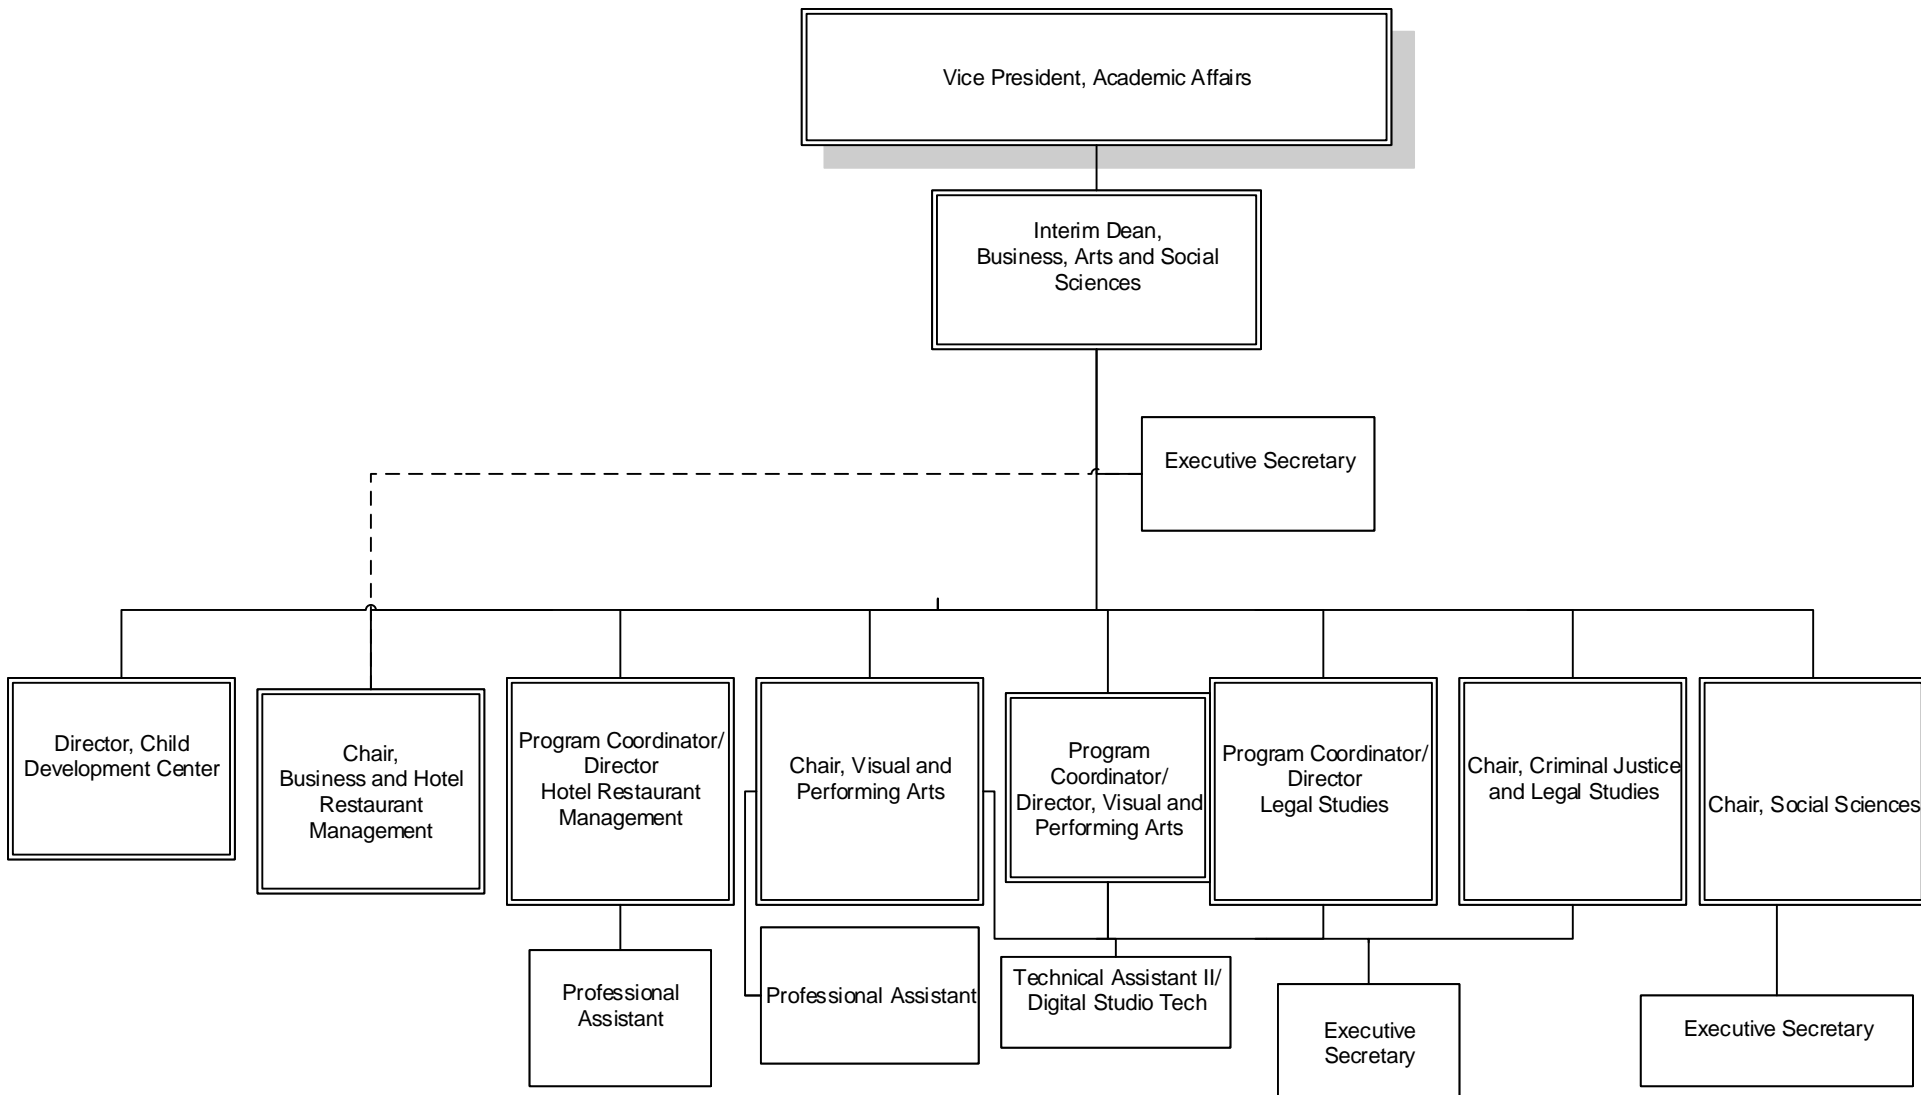 Vice President, Academic Affairs
Interim Dean,
Business, Arts and Social
Sciences
Executive Secretary
Director, Child
Development Center
Chair,
Business and Hotel
Restaurant
Management
Program Coordinator/
Director
Hotel Restaurant
Management
Chair, Visual and
Performing Arts
Program
Coordinator/
Director, Visual and
Performing Arts
Program Coordinator/
Director
Legal Studies
Chair, Criminal Justice
and Legal Studies
Chair, Social Sciences
Professional
Assistant
Professional Assistant
Technical Assistant II/
Digital Studio Tech
Executive
Secretary
Executive Secretary